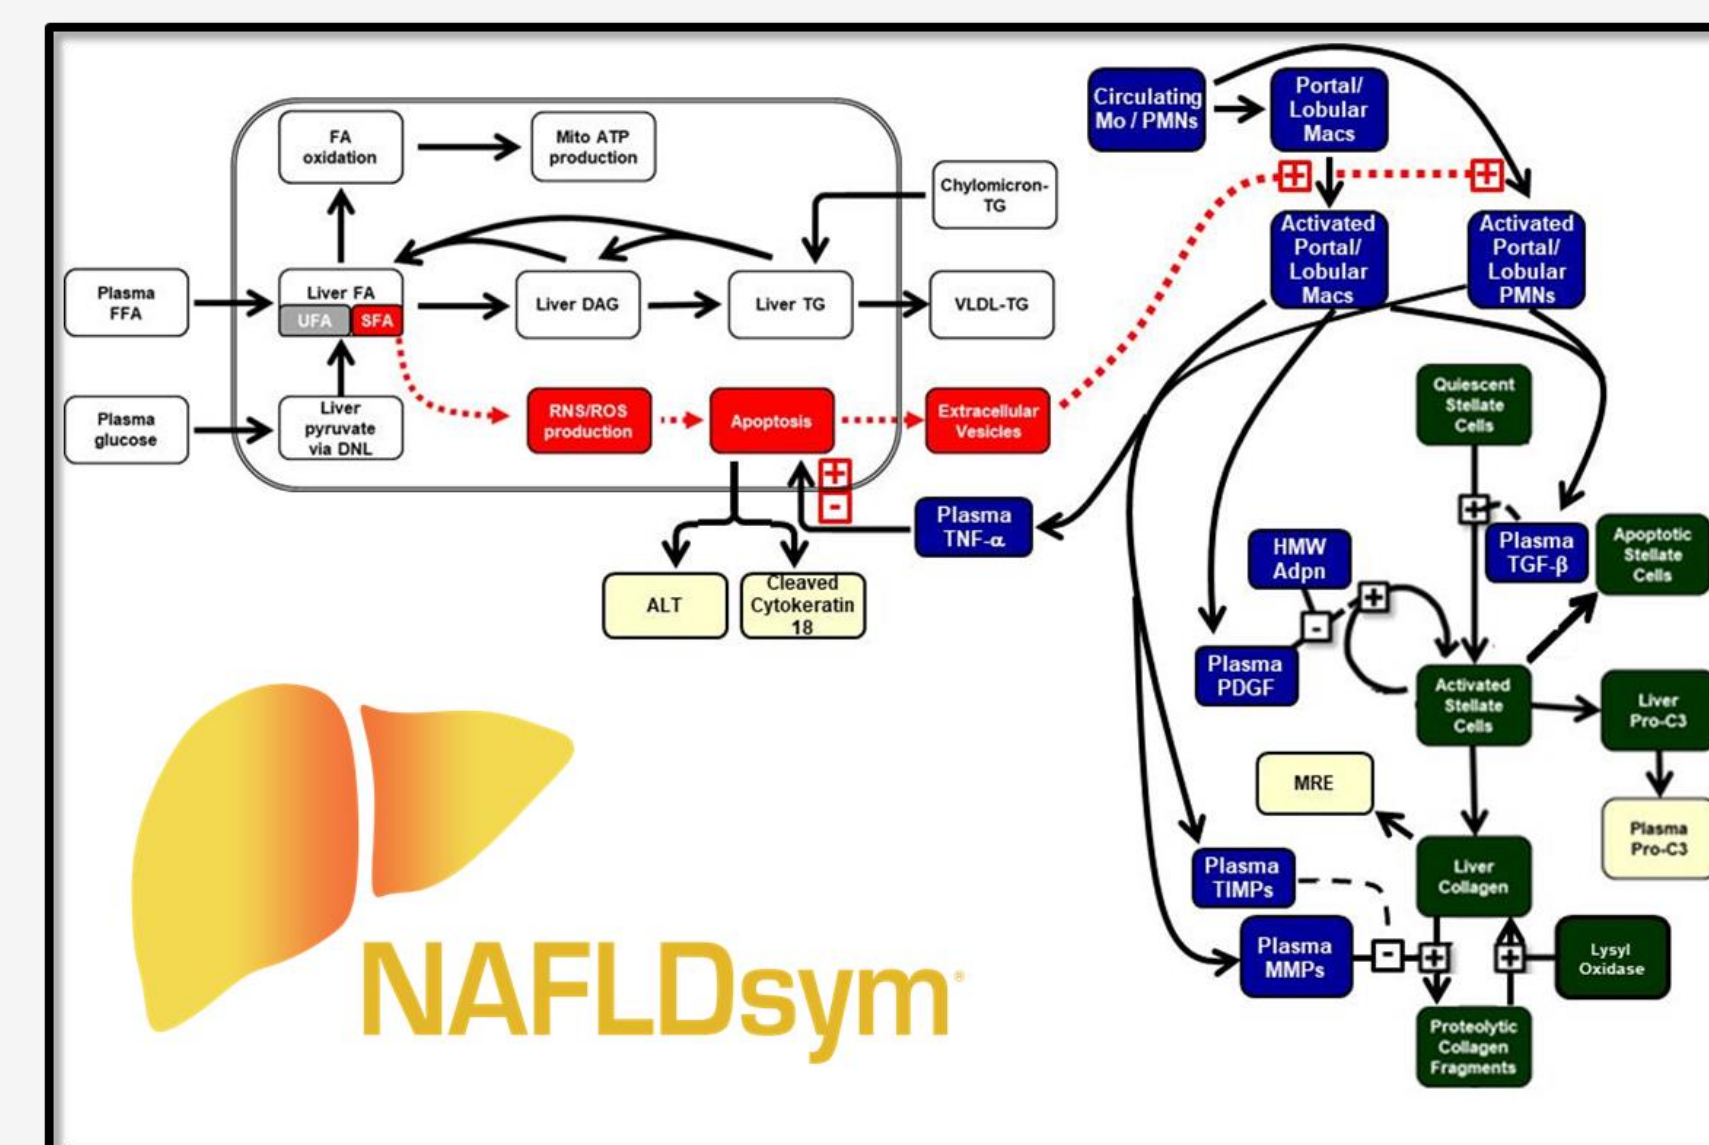 FA
oxidation
Mito ATP
production
Chylomicron-
TG
Plasma
FFA
Liver FA
UFA
SFA
Liver DAG
Liver TG
VLDL-TG
Plasma
glucose
Liver
pyruvate
via DNL
RNS/ROS
production
Apoptosis
Extracellular
Vesicles
+
-
ALT
Cleaved
Cytokeratin
18
Plasma
TNF-α
Circulating
Mo / PMNs
Portal/
Lobular
Macs
+
+
Activated
Portal/
Lobular
Macs
Activated
Portal/
Lobular
PMNs
Quiescent
Stellate
Cells
+
Plasma
TGF-β
Apoptotic
Stellate
Cells
HMW
Adpn
+
-
Plasma
PDGF
Activated
Stellate
Cells
Liver
Pro-C3
MRE
Plasma
Pro-C3
Plasma
TIMPs
Liver
Collagen
Plasma
MMPs
-
+
+
Lysyl
Oxidase
Proteolytic
Collagen
Fragments
NAFLDsym®